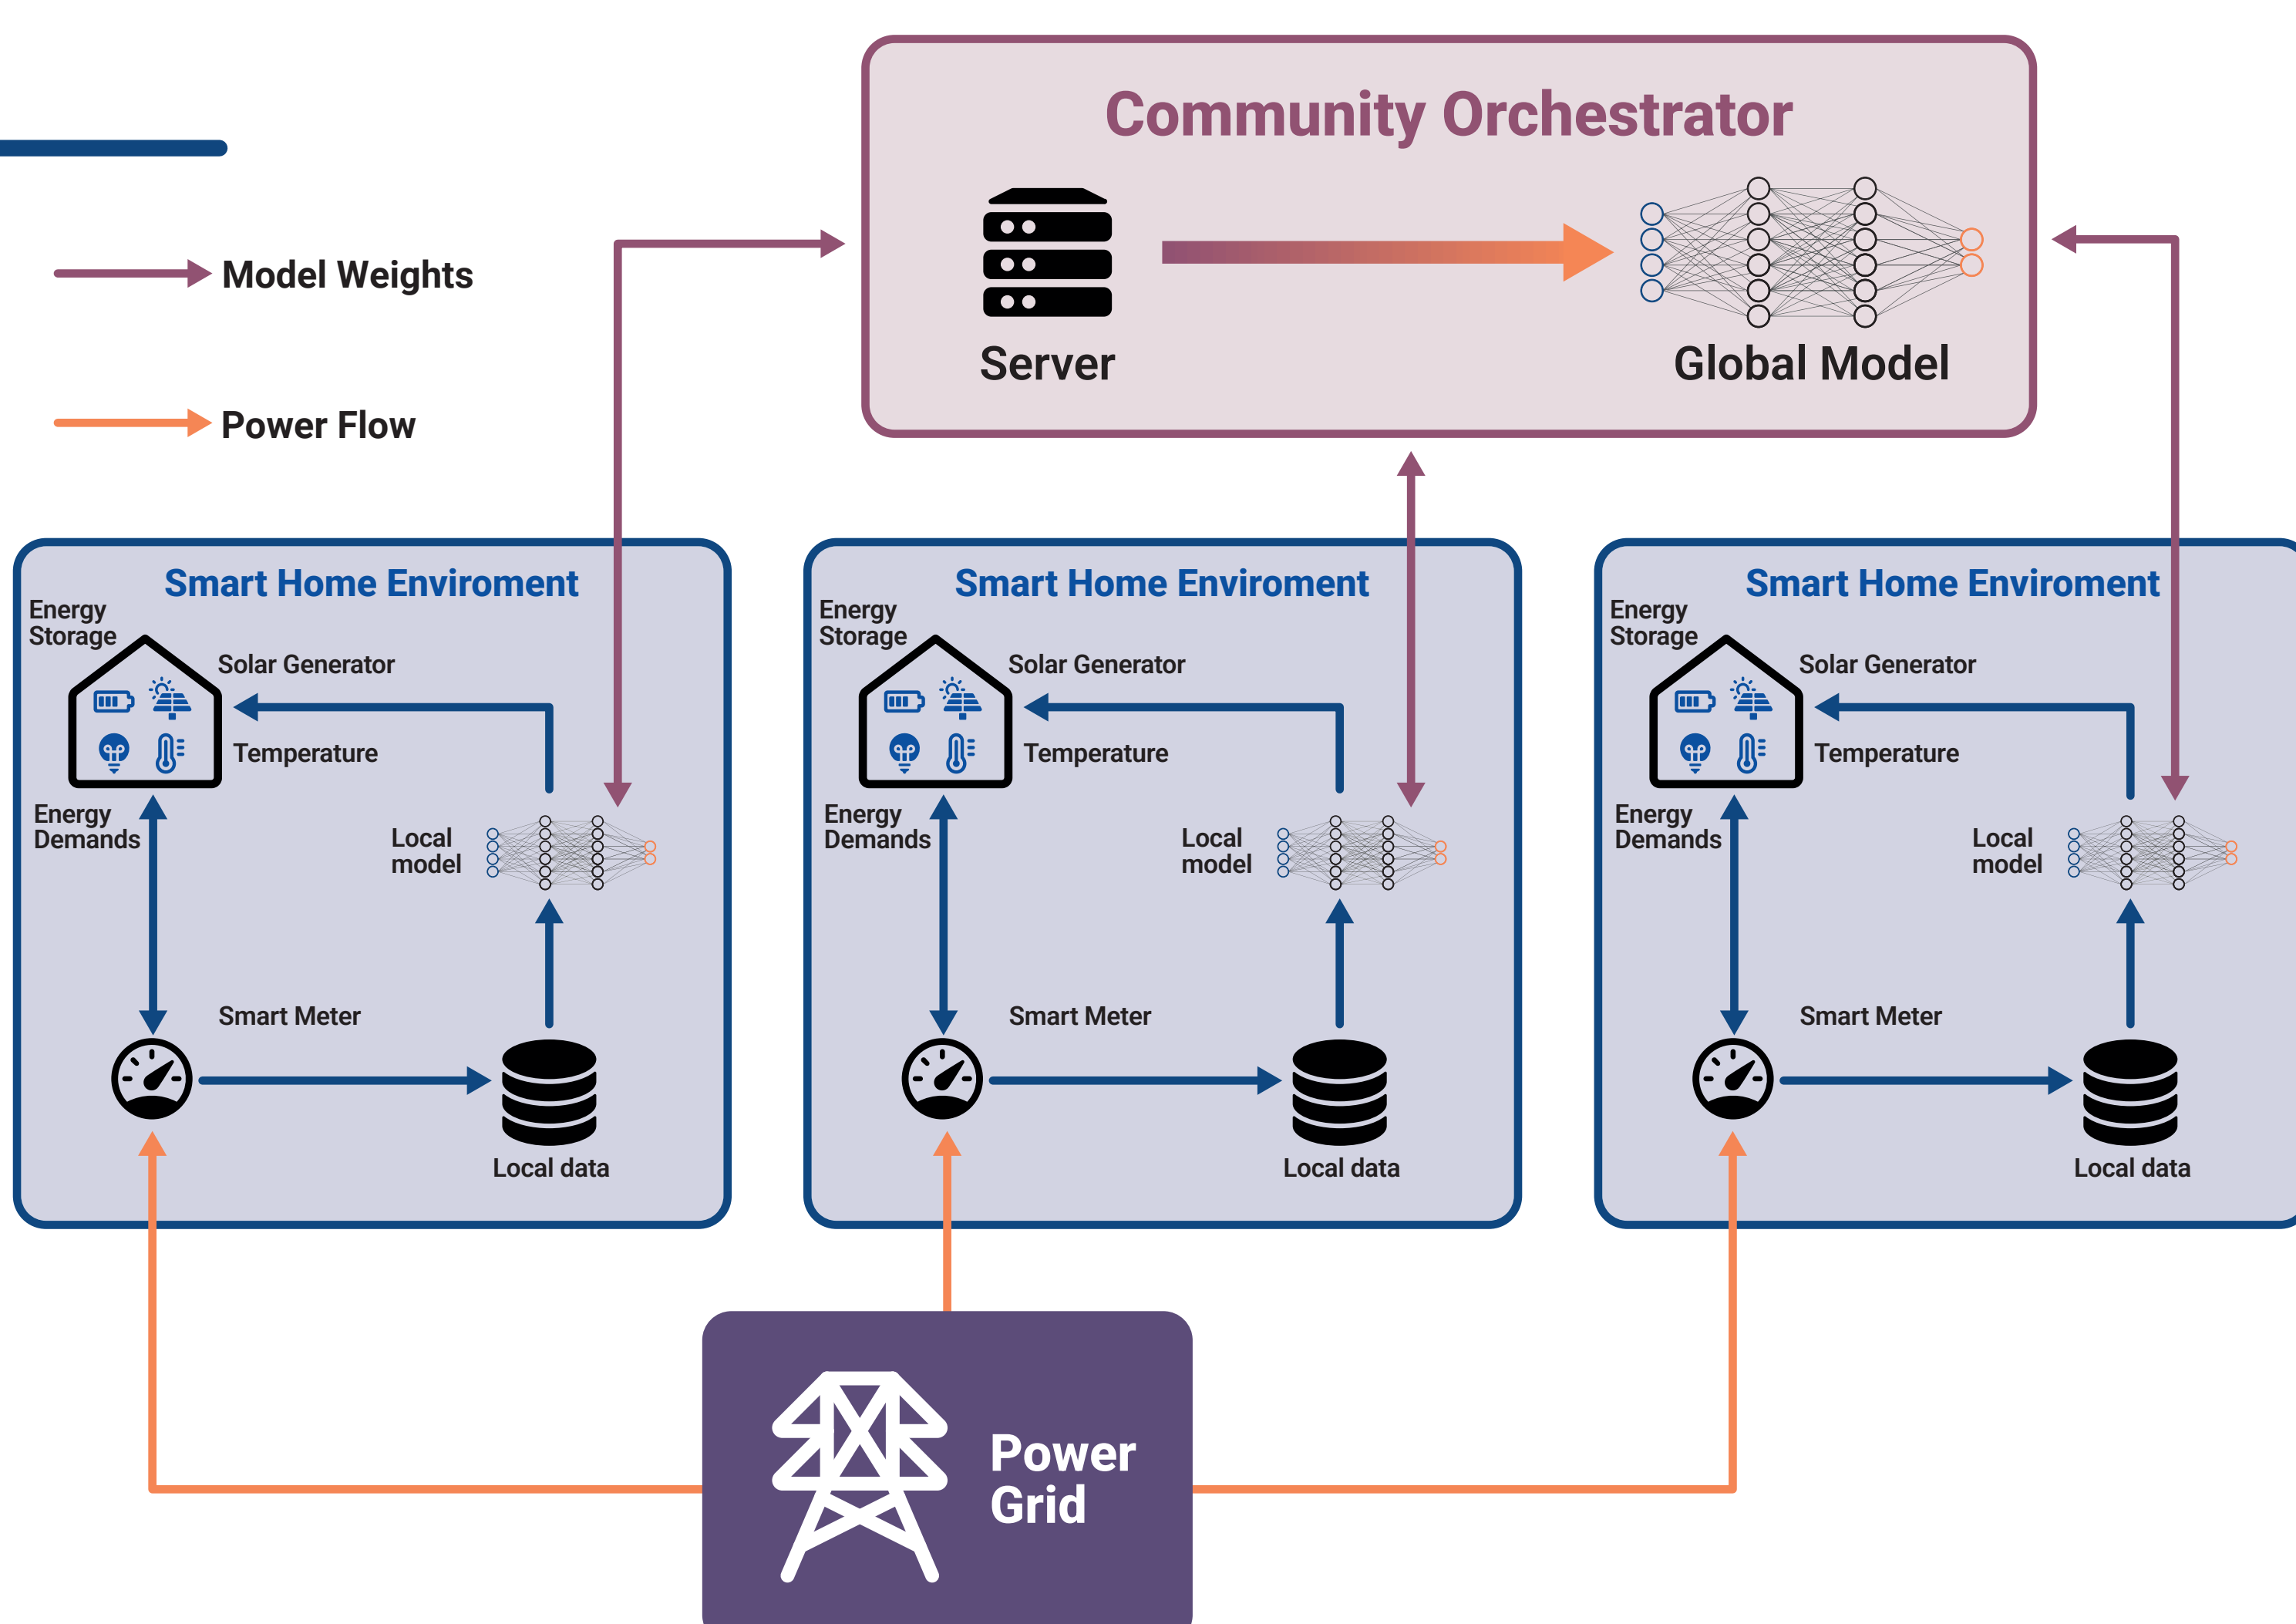 Community Orchestrator
Model Weights
Server
Global Model
Power Flow
Smart Home Enviroment
Energy
Storage
Solar Generator
Temperature
Energy
Demands
Local
model
Smart Meter
Local data
Smart Home Enviroment
Energy
Storage
Solar Generator
Temperature
Energy
Demands
Local
model
Smart Meter
Local data
Smart Home Enviroment
Energy
Storage
Solar Generator
Temperature
Energy
Demands
Local
model
Smart Meter
Local data
Power
Grid